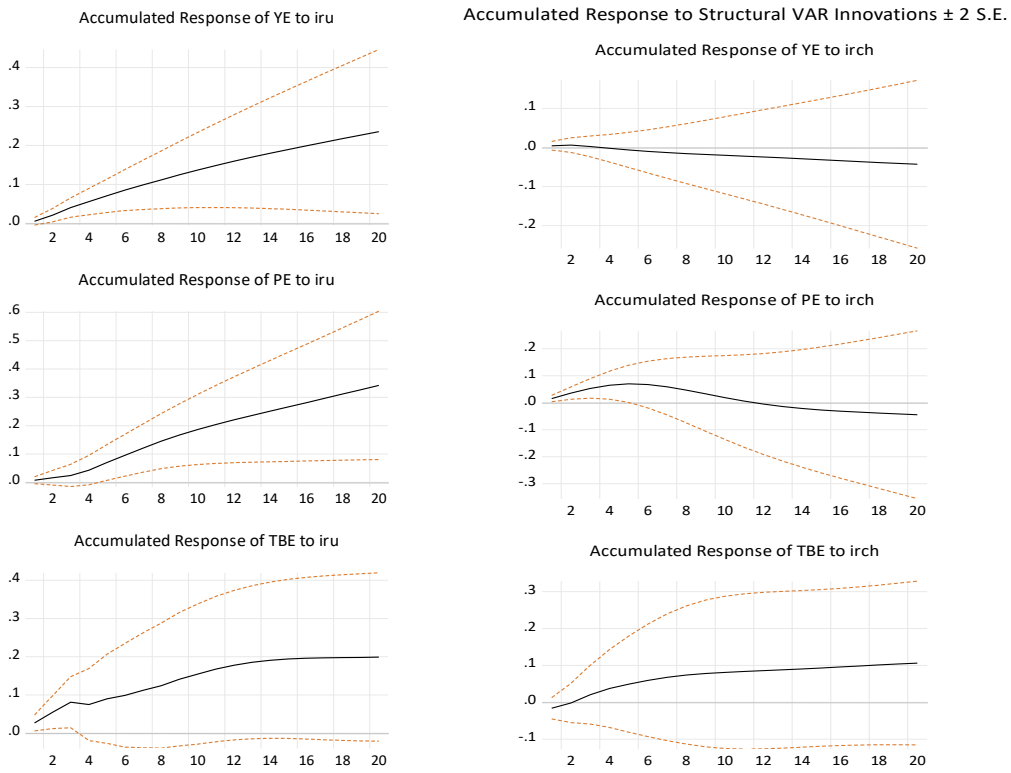 Accumulated Response to Structural VAR Innovations ± 2 S.E.
Accumulated Response of YE to iru
.4
.3
.2
.1
.0
2 4 6 8 10 12 14 16 18 20
Accumulated Response of PE to iru
.6
.5
.4
.3
.2
.1
.0
2 4 6 8 10 12 14 16 18 20
Accumulated Response of TBE to iru
.4
.3
.2
.1
.0
2 4 6 8 10 12 14 16 18 20
Accumulated Response of YE to irch
.1
.0
-.1
-.2
2 4 6 8 10 12 14 16 18 20
Accumulated Response of PE to irch
.2
.1
.0
-.1
-.2
-.3
2 4 6 8 10 12 14 16 18 20
Accumulated Response of TBE to irch
.3
.2
.1
.0
-.1
2 4 6 8 10 12 14 16 18 20